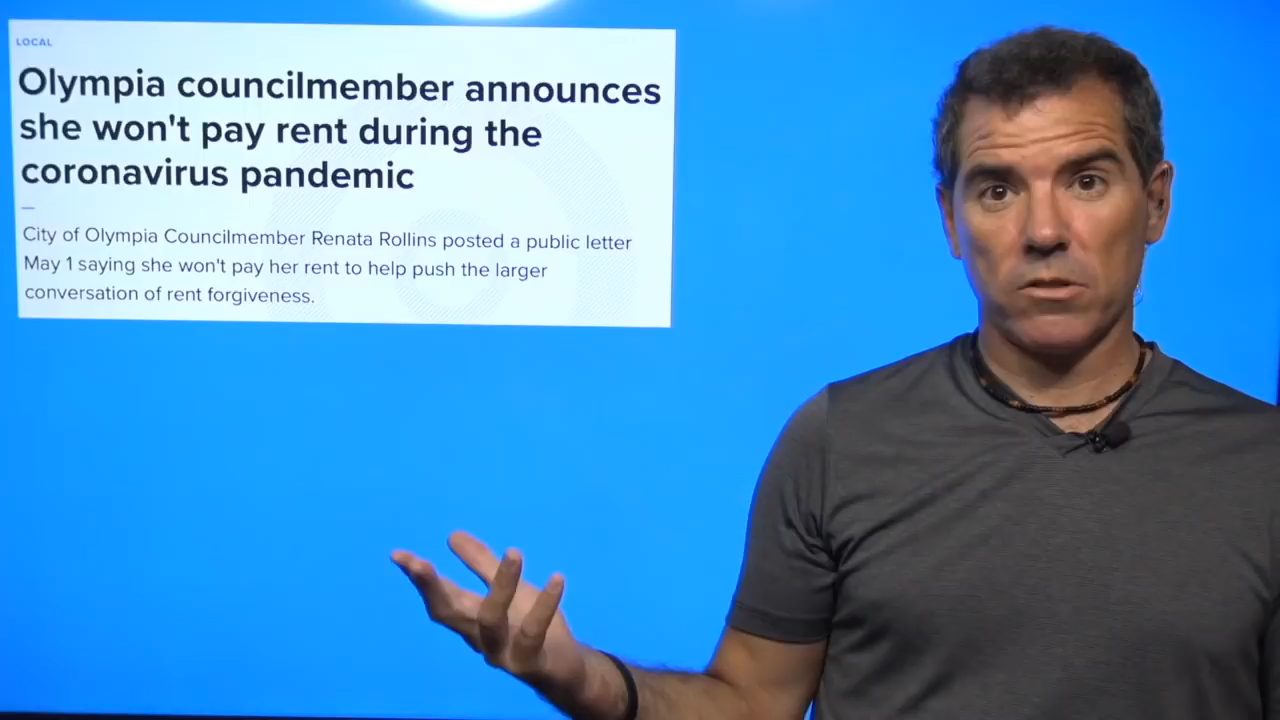 LOCAL
Olympia councilmember announces
she won't pay rent during the
coronavirus pandemic
City of Olympia Councilmember Renata Rollins posted a public letter
May 1 saying she won't pay her rent to help push the larger
conversation of rent forgiveness.